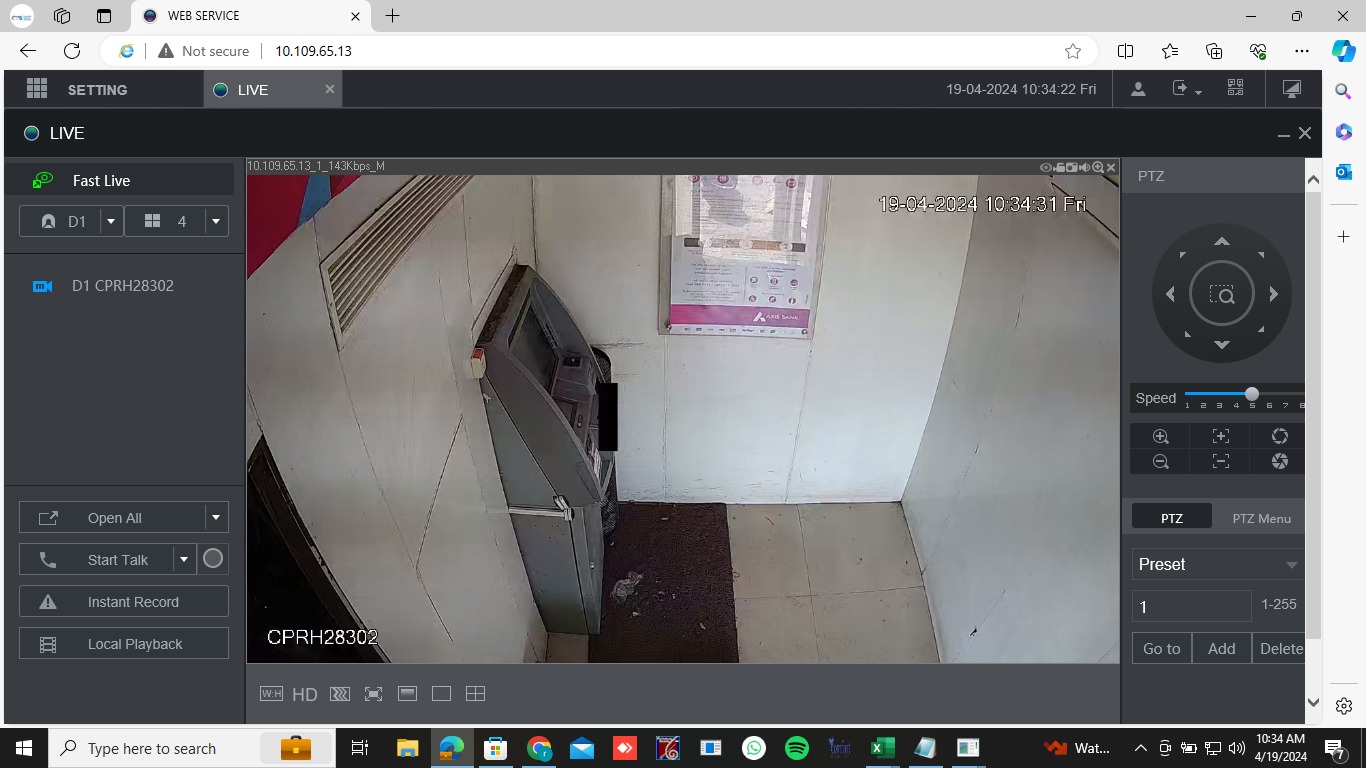 WEB SERVICE
Not secure
10.109.65.13
SETTING
LIVE
19-04-2024 10:34:22 Fri
LIVE
Fast Live
D1
4
D1 CPRH28302
Open All
Start Talk
Instant Record
Local Playback
10.109.65.13_1_143Kbps_M
19-04-2024 10:34:31 Fri
AXIS BANK
CPRH28302
W:H
HD
PTZ
Speed
1 2 3 4 5 6 7 8
PTZ
PTZ Menu
Preset
1
1-255
Go to
Add
Delete
Type here to search
Wat...
10:34 AM
4/19/2024
7